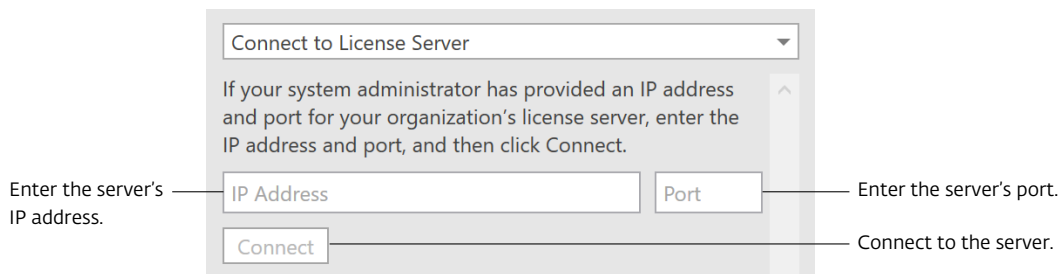 Connect to License Server
If your system administrator has provided an IP address
and port for your organization’s license server, enter the
IP address and port, and then click Connect.
Enter the server’s
IP address.
IP Address
Port
Enter the server’s port.
Connect
Connect to the server.